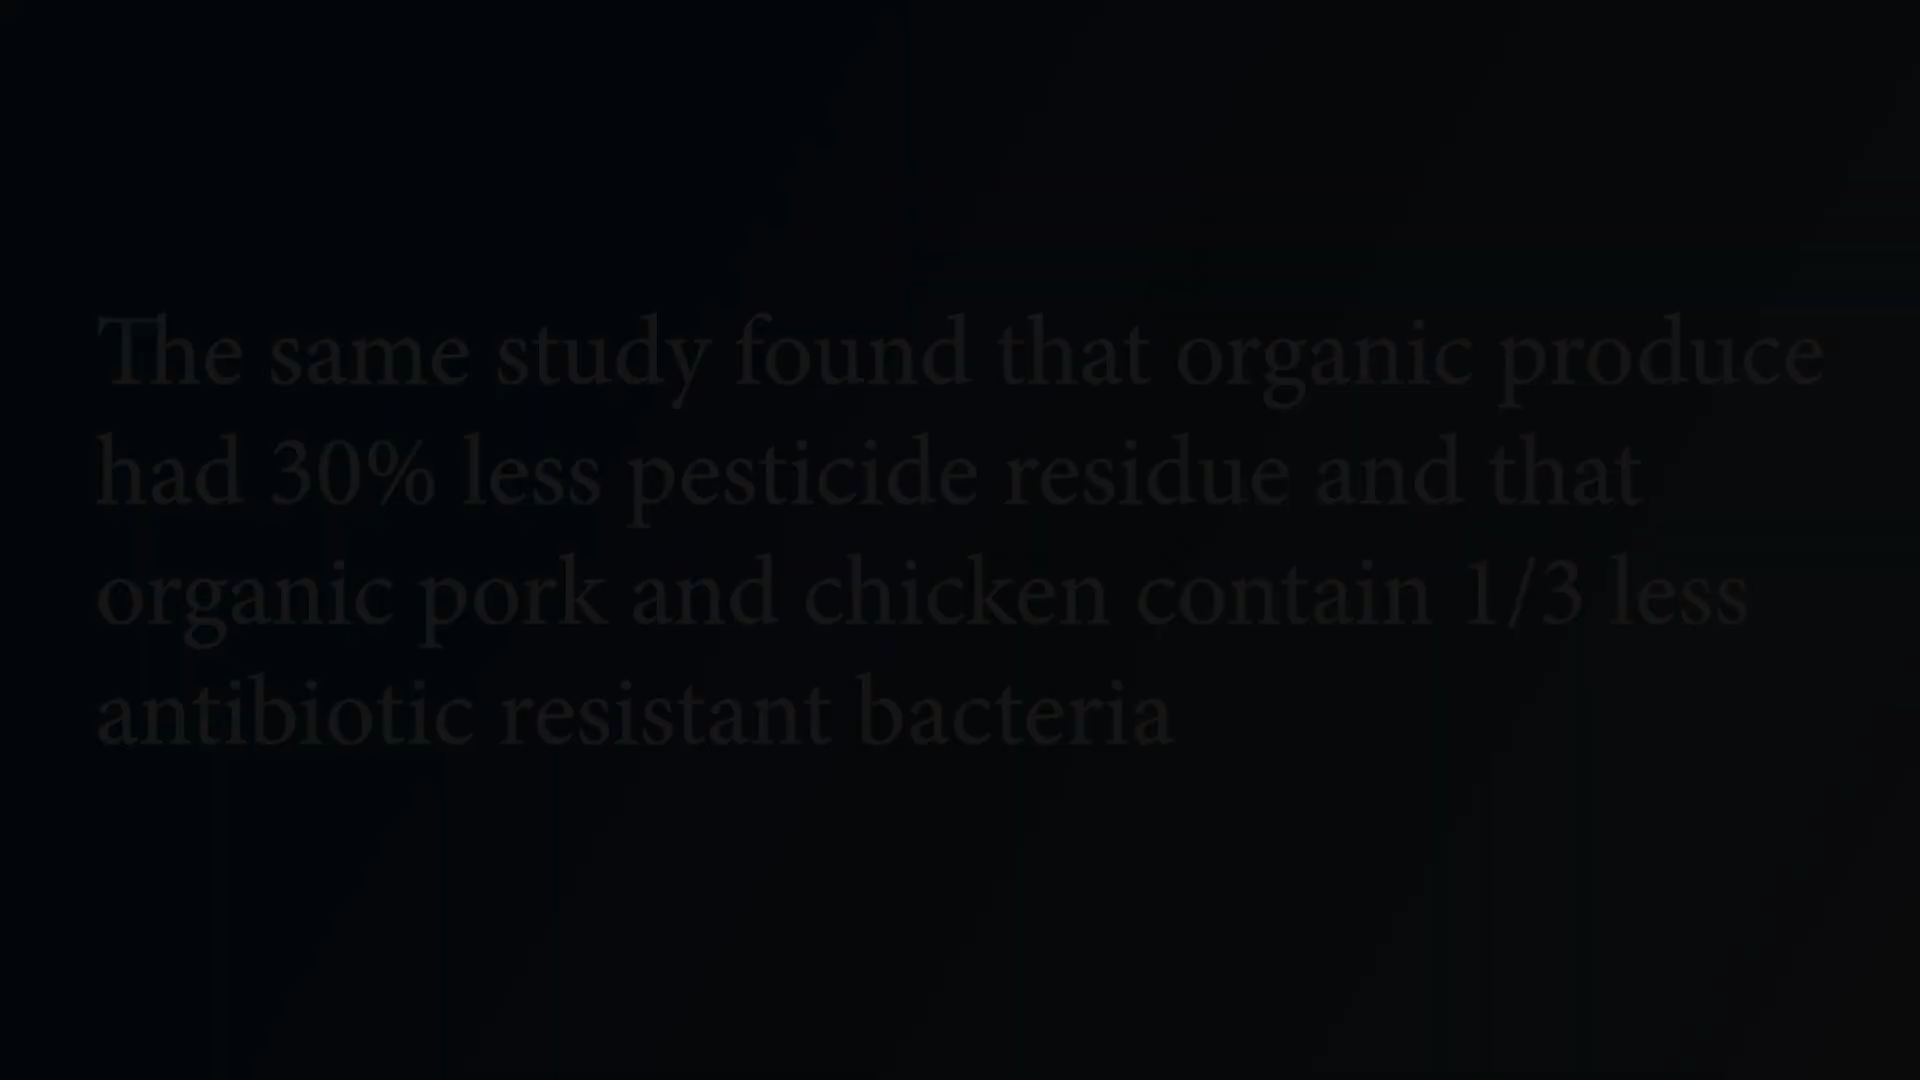 The same study found that organic produce
had 30% less pesticide residue and that
organic pork and chicken contain 1/3 less
antibiotic resistant bacteria